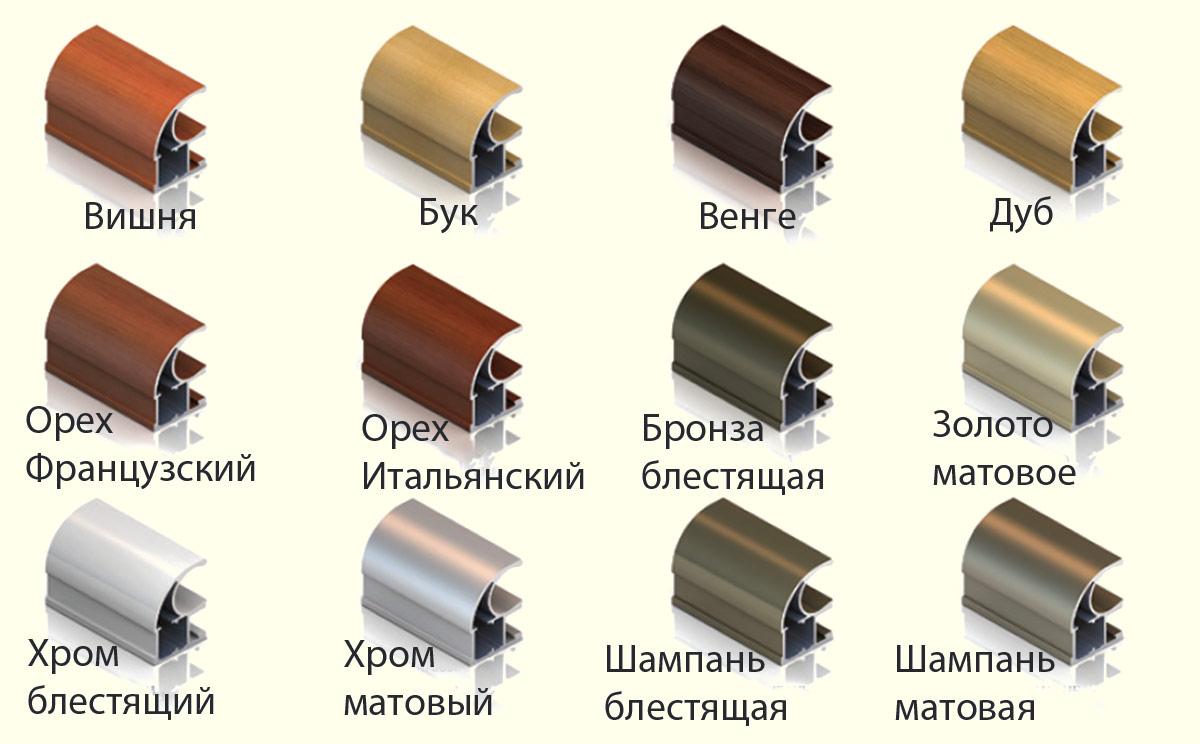 Вишня
Бук
Венге
Дуб
Орех
Французский
Орех
Итальянский
Бронза
блестящая
Золото
матовое
Хром
блестящий
Хром
матовый
Шампань
блестящая
Шампань
матовая